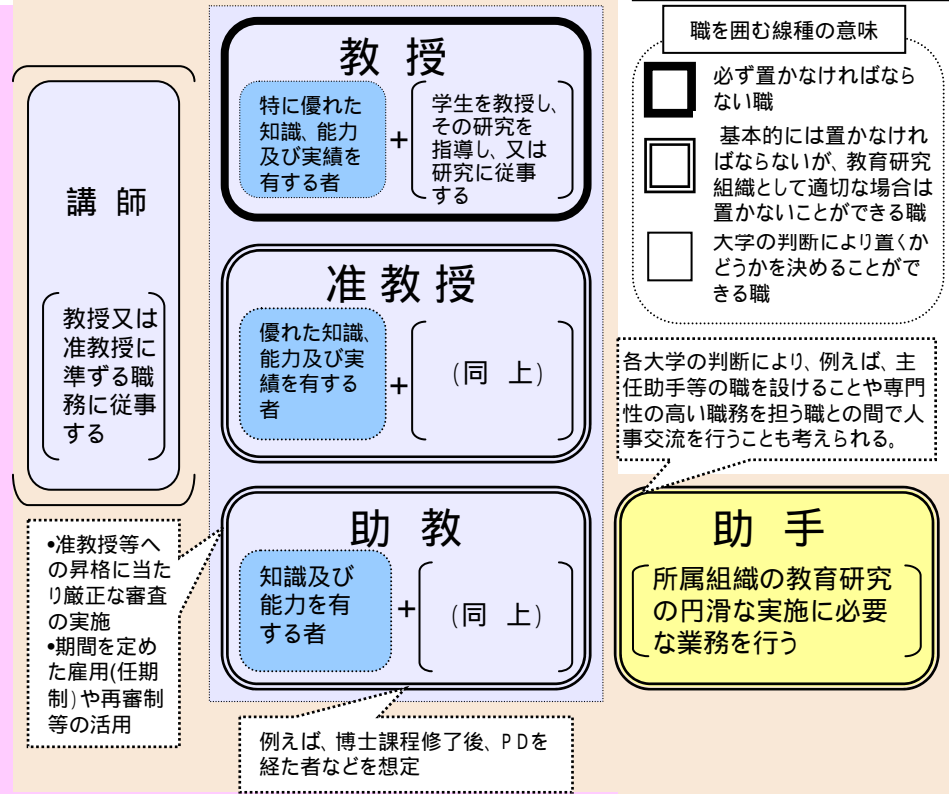 職を囲む線種の意味
必ず置かなければなら
ない職
基本的には置かなけれ
ばならないが、教育研究
組織として適切な場合は
置かないことができる職
大学の判断により置くか
どうかを決めることがで
きる職
教 授
特に優れた
知識、能力
及び実績を
有する者
+
学生を教授し、
その研究を
指導し、又は
研究に従事
する
講 師
教授又は
准教授に
準ずる職
務に従事
する
准 教 授
優れた知識、
能力及び実
績を有する
者
+
(同 上)
各大学の判断により、例えば、主
任助手等の職を設けることや専門
性の高い職務を担う職との間で人
事交流を行うことも考えられる。
助 教
知識及び
能力を有
する者
+
(同 上)
助 手
所属組織の教育研究
の円滑な実施に必要
な業務を行う
•准教授等へ
の昇格に当た
り厳正な審査
の実施
•期間を定め
た雇用(任期
制)や再審制
等の活用
例えば、博士課程修了後、PDを
経た者などを想定